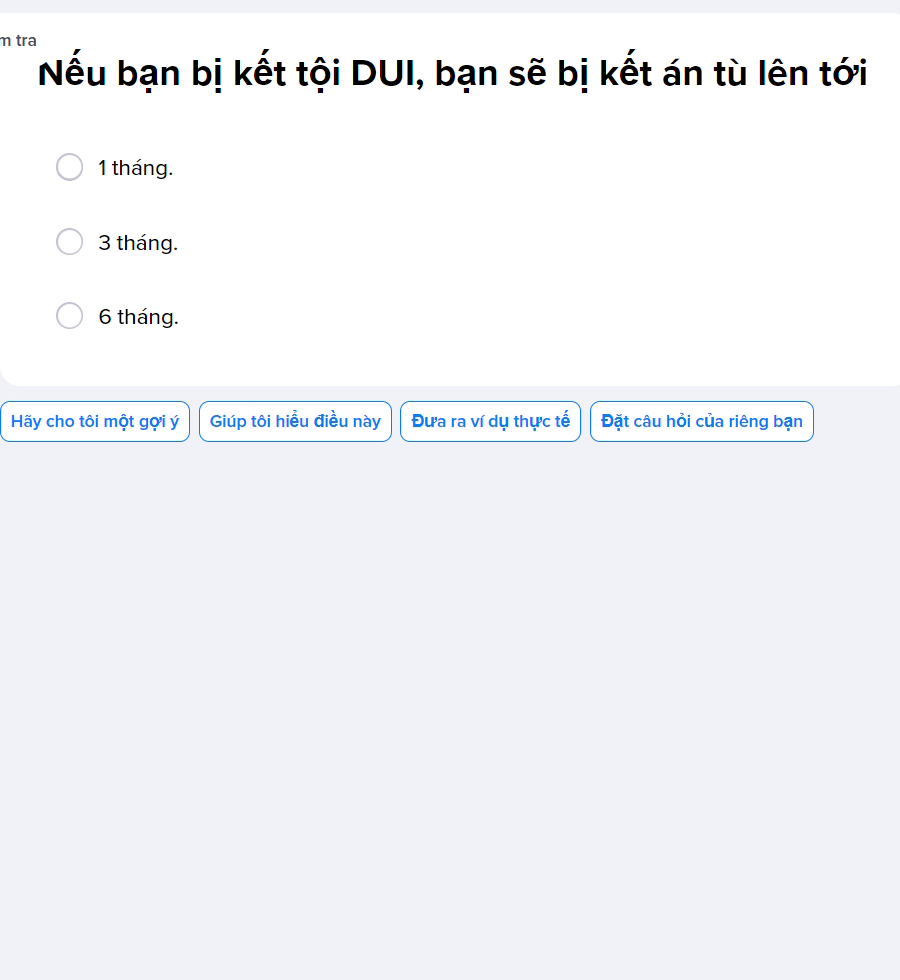 m tra
Nếu bạn bị kết tội DUI, bạn sẽ bị kết án tù lên tới
1 tháng.
3 tháng.
6 tháng.
Hãy cho tôi một gợi ý
Giúp tôi hiểu điều này
Đưa ra ví dụ thực tế
Đặt câu hỏi của riêng bạn